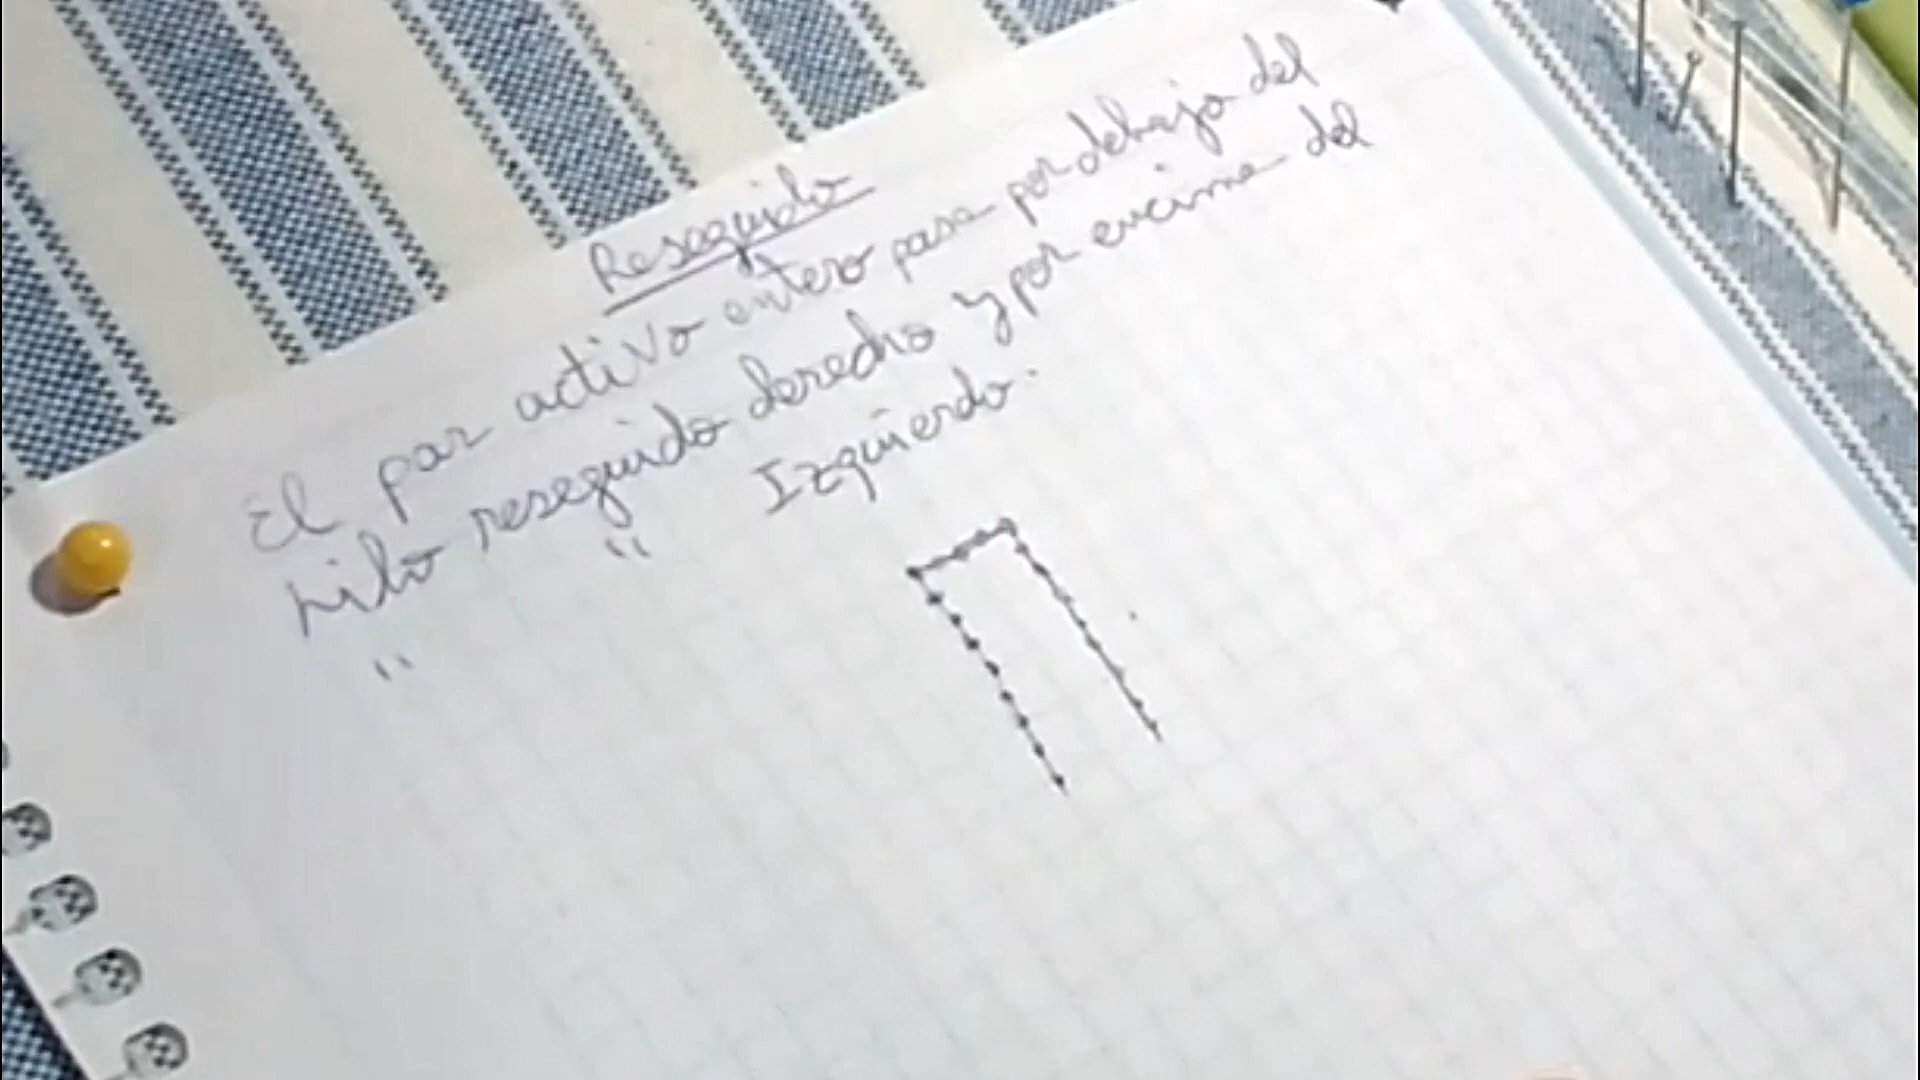 Reseguido
El par activo entero pasa por debajo del
hilo reseguido derecho y por encima del
" " Izquierdo.